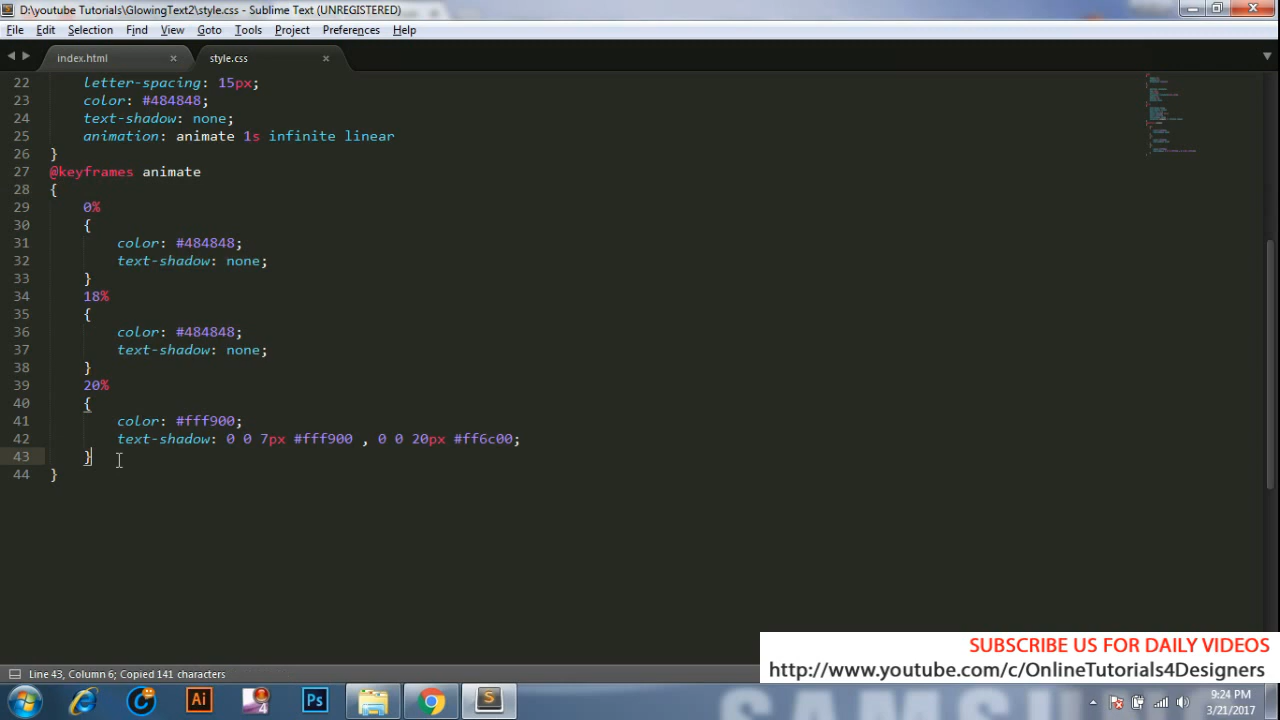 D:\youtube Tutorials\GlowingText2\style.css - Sublime Text (UNREGISTERED)
File Edit Selection Find View Goto Tools Project Preferences Help
index.html × style.css ×
22 letter-spacing: 15px;
23 color: #484848;
24 text-shadow: none;
25 animation: animate 1s infinite linear
26 }
27 @keyframes animate
28 {
29 0%
30 {
31 color: #484848;
32 text-shadow: none;
33 }
34 18%
35 {
36 color: #484848;
37 text-shadow: none;
38 }
39 20%
40 {
41 color: #fff900;
42 text-shadow: 0 0 7px #fff900 , 0 0 20px #ff6c00;
43 }
44 }
SUBSCRIBE US FOR DAILY VIDEOS
http://www.youtube.com/c/OnlineTutorials4Designers
Line 43, Column 6; Copied 141 characters
Ai
4
Ps
S
9:24 PM
3/21/2017